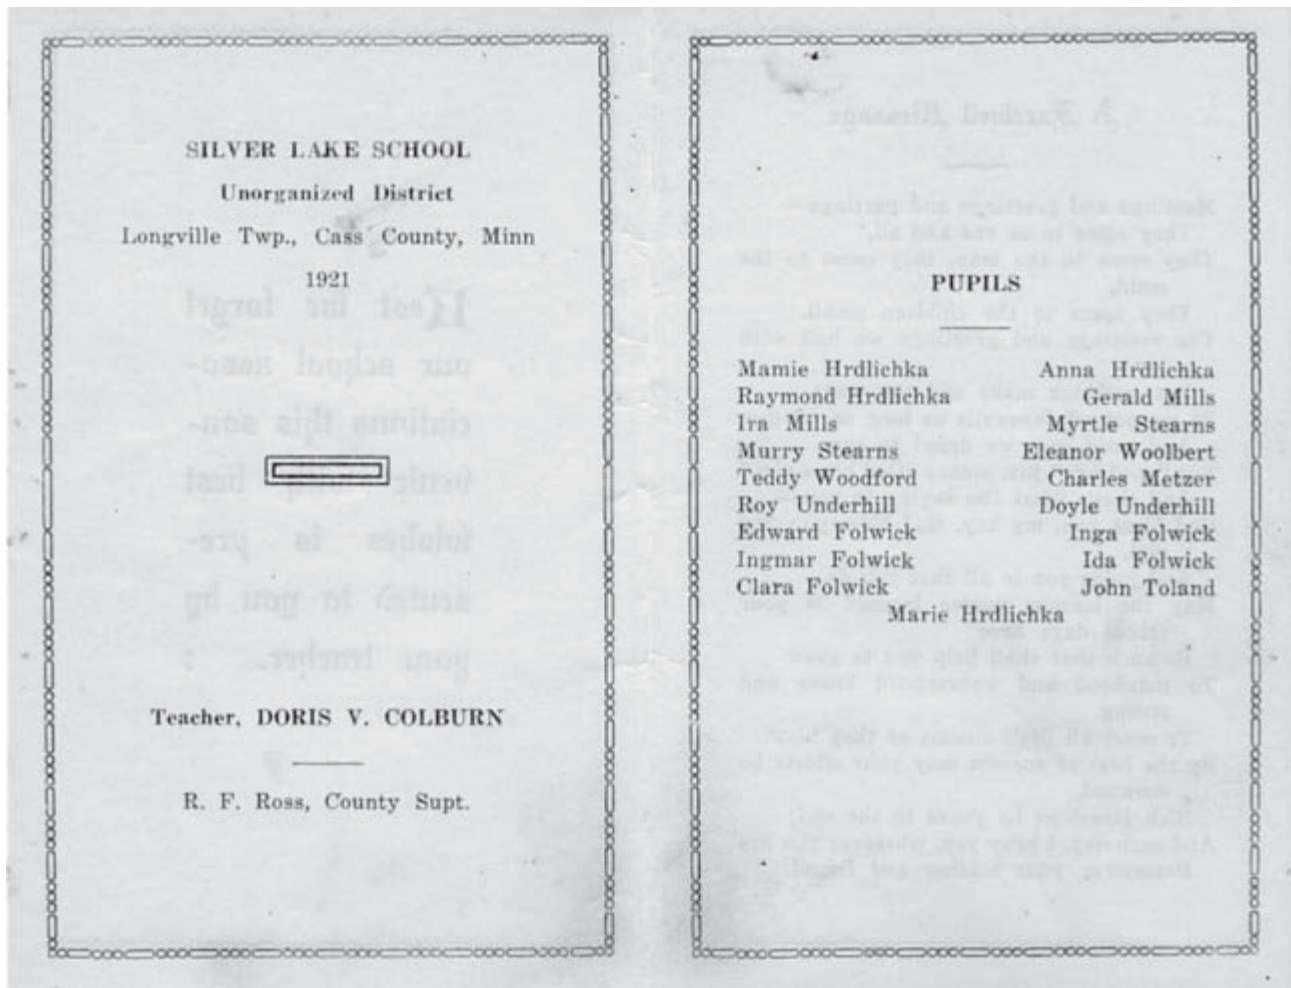 SILVER LAKE SCHOOL
Unorganized District
Longville Twp., Cass County, Minn
1921
Teacher, DORIS V. COLBURN
R. F. Ross, County Supt.
PUPILS
Mamie Hrdlichka Anna Hrdlichka
Raymond Hrdlichka Gerald Mills
Ira Mills Myrtle Stearns
Murry Stearns Eleanor Woolbert
Teddy Woodford Charles Metzer
Roy Underhill Doyle Underhill
Edward Folwick Inga Folwick
Ingmar Folwick Ida Folwick
Clara Folwick John Toland
Marie Hrdlichka